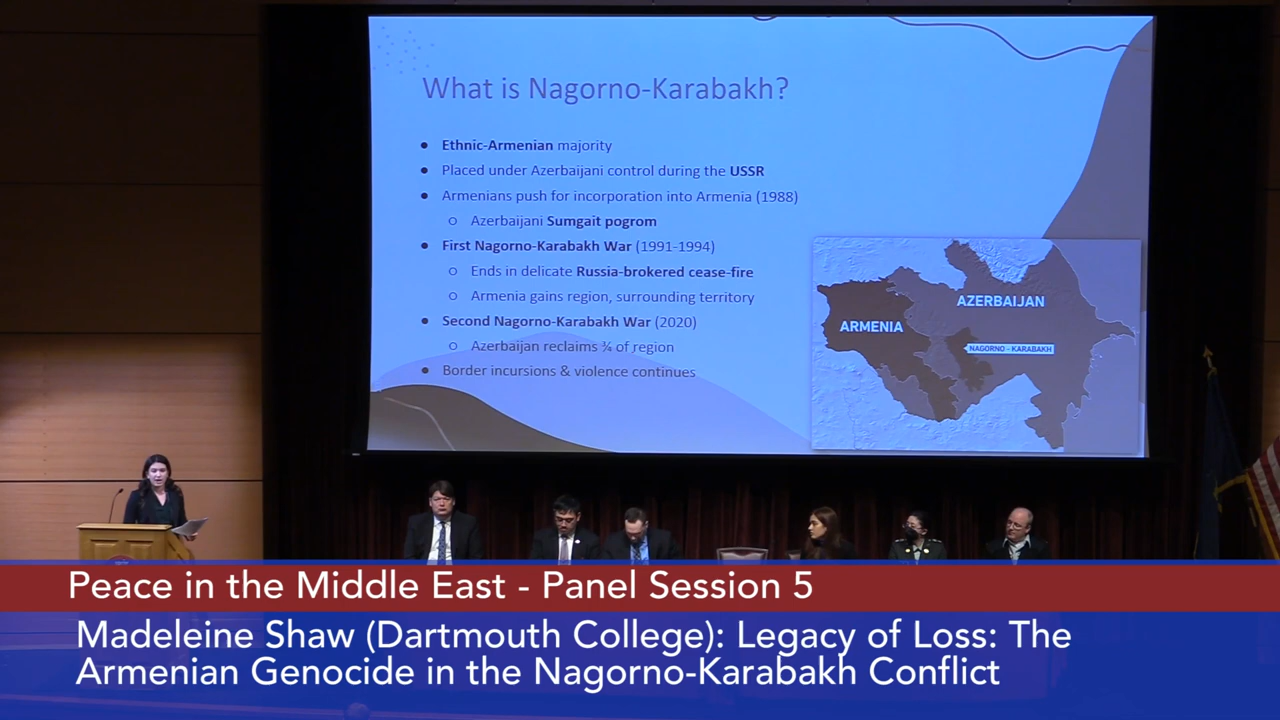 What is Nagorno-Karabakh?
● Ethnic-Armenian majority
● Placed under Azerbaijani control during the USSR
● Armenians push for incorporation into Armenia (1988)
○ Azerbaijani Sumgait pogrom
● First Nagorno-Karabakh War (1991-1994)
○ Ends in delicate Russia-brokered cease-fire
○ Armenia gains region, surrounding territory
● Second Nagorno-Karabakh War (2020)
○ Azerbaijan reclaims ¾ of region
● Border incursions & violence continues
AZERBAIJAN
ARMENIA
NAGORNO - KARABAKH
Peace in the Middle East - Panel Session 5
Madeleine Shaw (Dartmouth College): Legacy of Loss: The
Armenian Genocide in the Nagorno-Karabakh Conflict